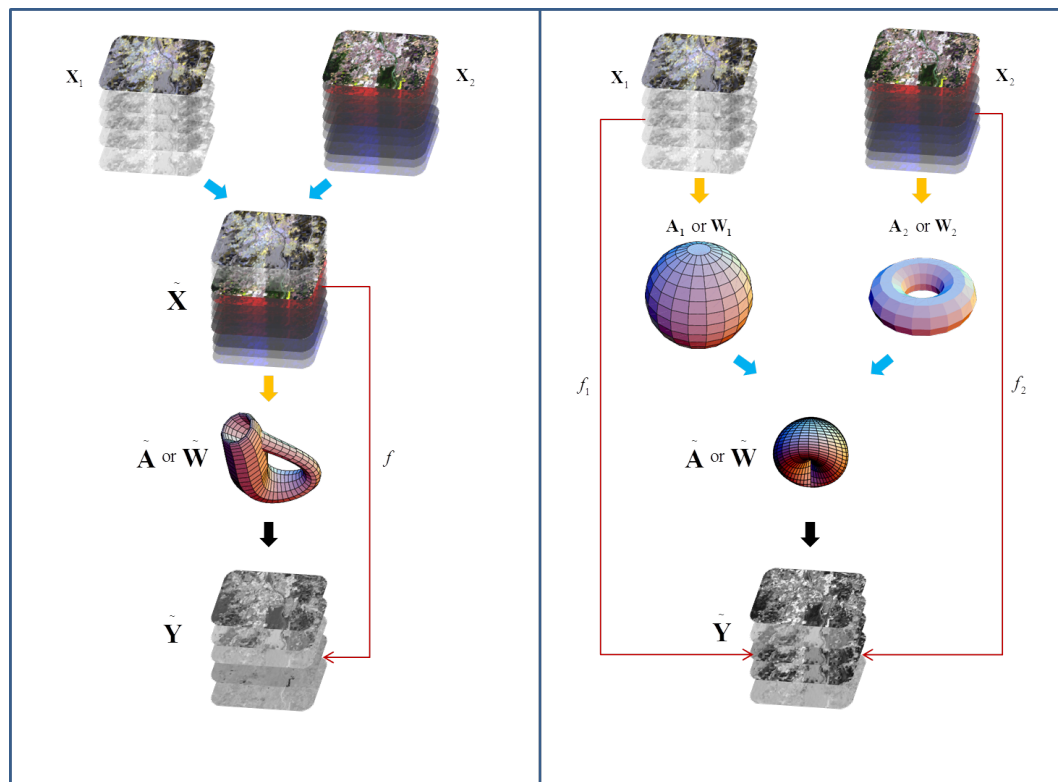 X₁
X₂
X̃
Ã or W̃
f
Ỹ
X₁
X₂
A₁ or W₁
A₂ or W₂
f₁
f₂
Ã or W̃
Ỹ